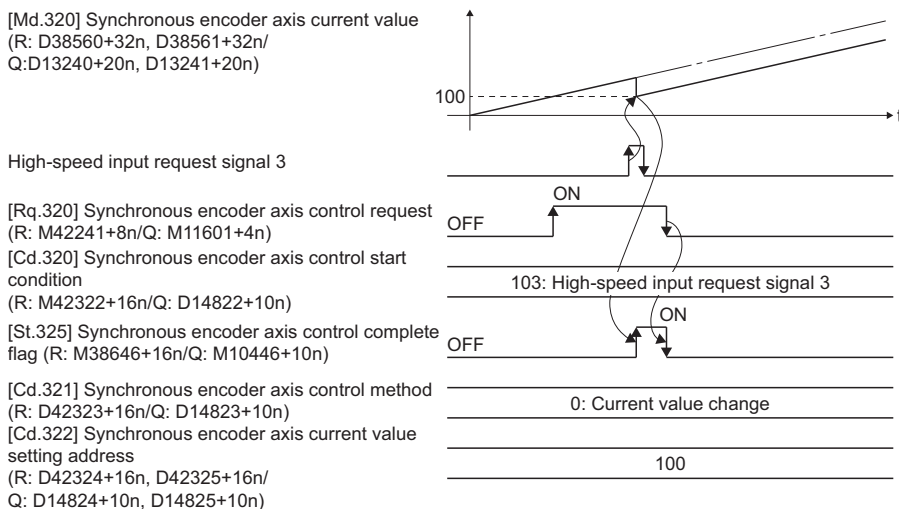 [Md.320] Synchronous encoder axis current value
(R: D38560+32n, D38561+32n/
Q:D13240+20n, D13241+20n)
100
t
High-speed input request signal 3
[Rq.320] Synchronous encoder axis control request
(R: M42241+8n/Q: M11601+4n)
OFF
ON
[Cd.320] Synchronous encoder axis control start
condition
(R: M42322+16n/Q: D14822+10n)
103: High-speed input request signal 3
[St.325] Synchronous encoder axis control complete
flag (R: M38646+16n/Q: M10446+10n)
OFF
ON
[Cd.321] Synchronous encoder axis control method
(R: D42323+16n/Q: D14823+10n)
0: Current value change
[Cd.322] Synchronous encoder axis current value
setting address
(R: D42324+16n, D42325+16n/
Q: D14824+10n, D14825+10n)
100